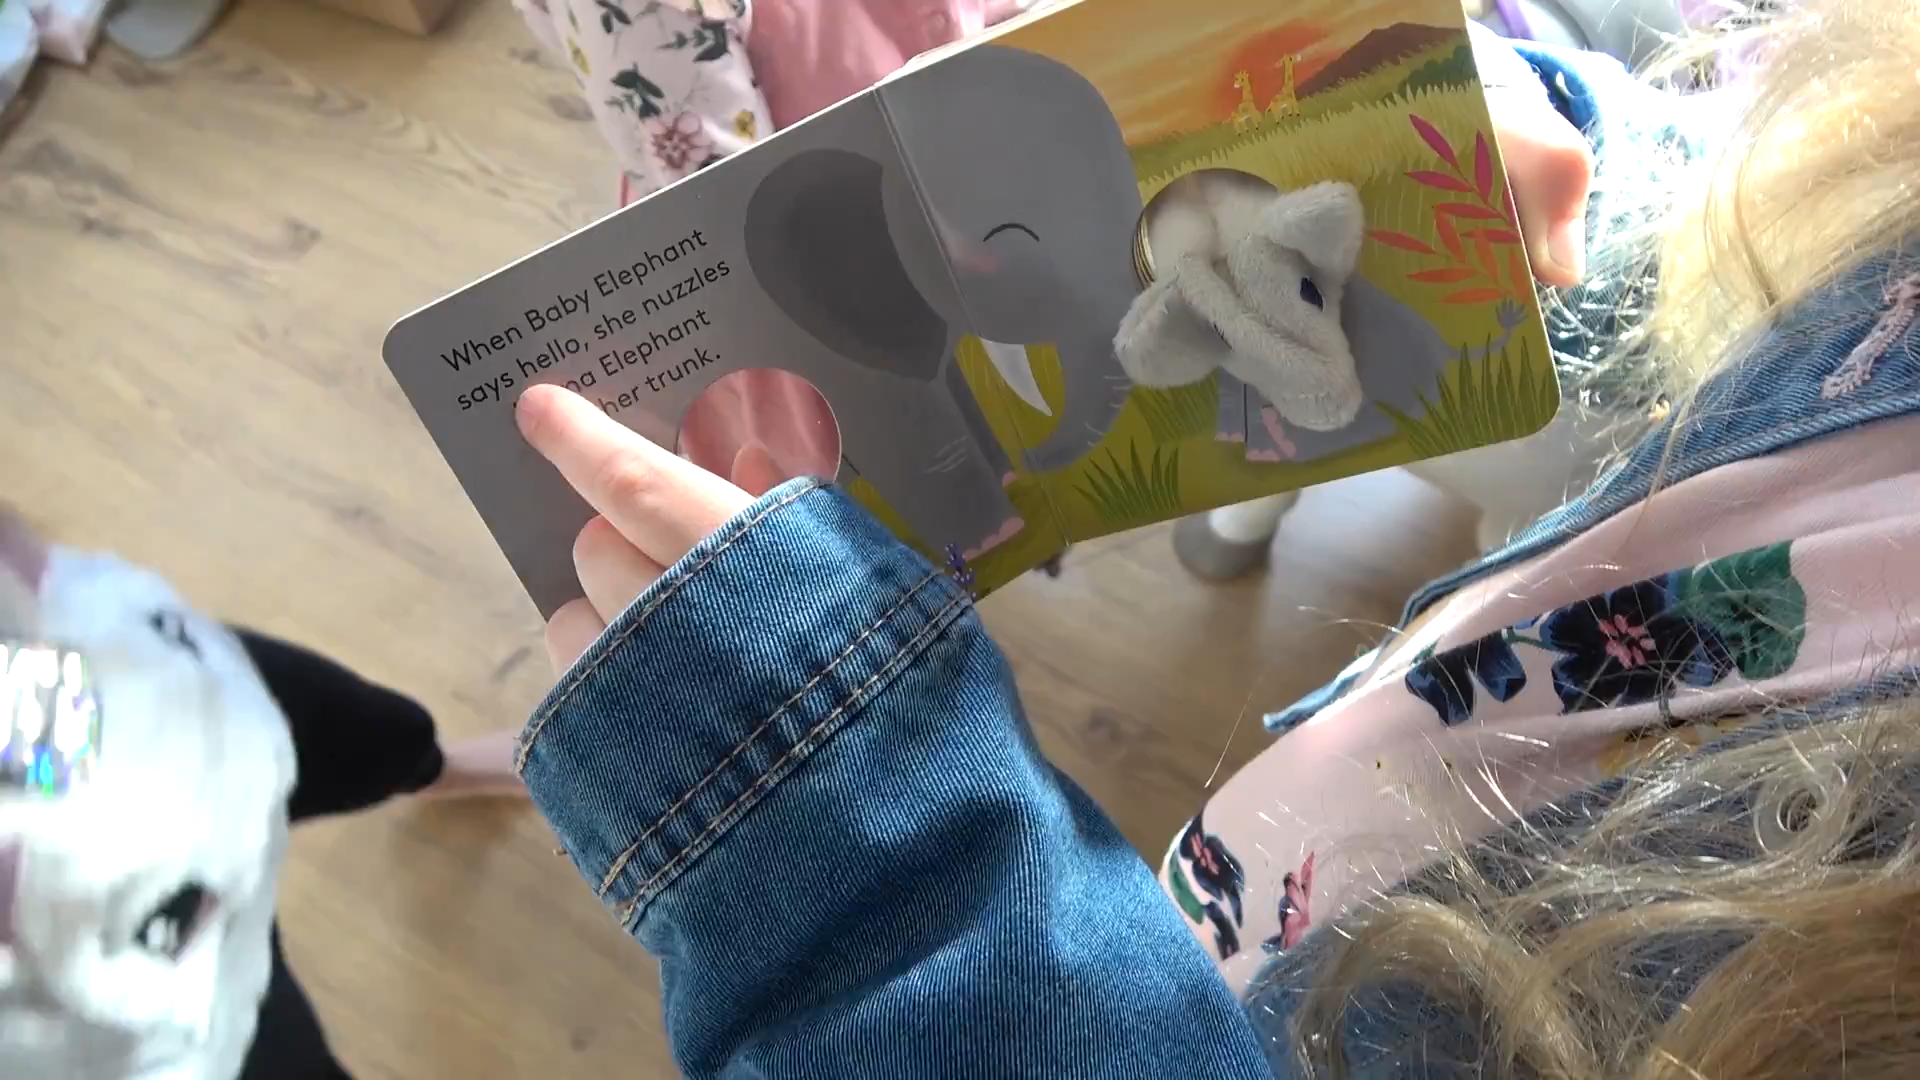 When Baby Elephant
says hello, she nuzzles
Elephant
her trunk.